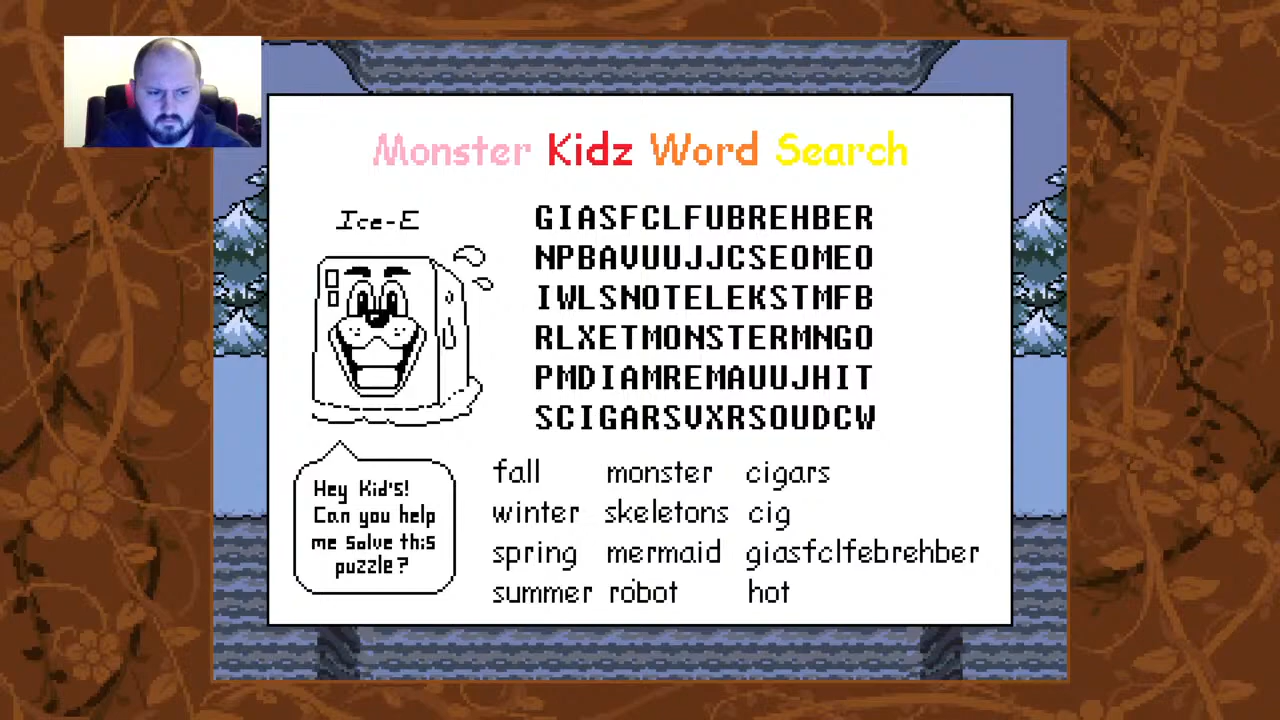 Monster Kidz Word Search
Ice-E
GIASFCLFUBREHBER
NPBAVUUJJCSEOMEO
IWLSNOTELEKSTMFB
RLXETMONSTERMNGO
PMDIAMREMAUUJHIT
SCIGARSVXRSOUDCW
fall monster cigars
winter skeletons cig
spring mermaid giasfclfebrehber
summer robot hot
Hey Kid's!
Can you help
me solve this
puzzle?